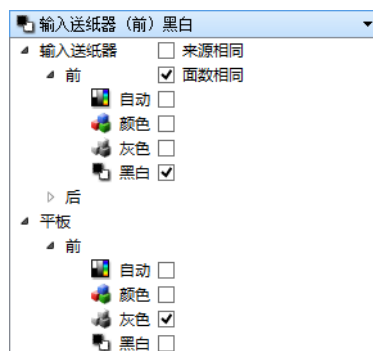 输入送纸器（前）黑白
输入送纸器 来源相同
前 面数相同
自动
颜色
灰色
黑白
后
平板
前
自动
颜色
灰色
黑白